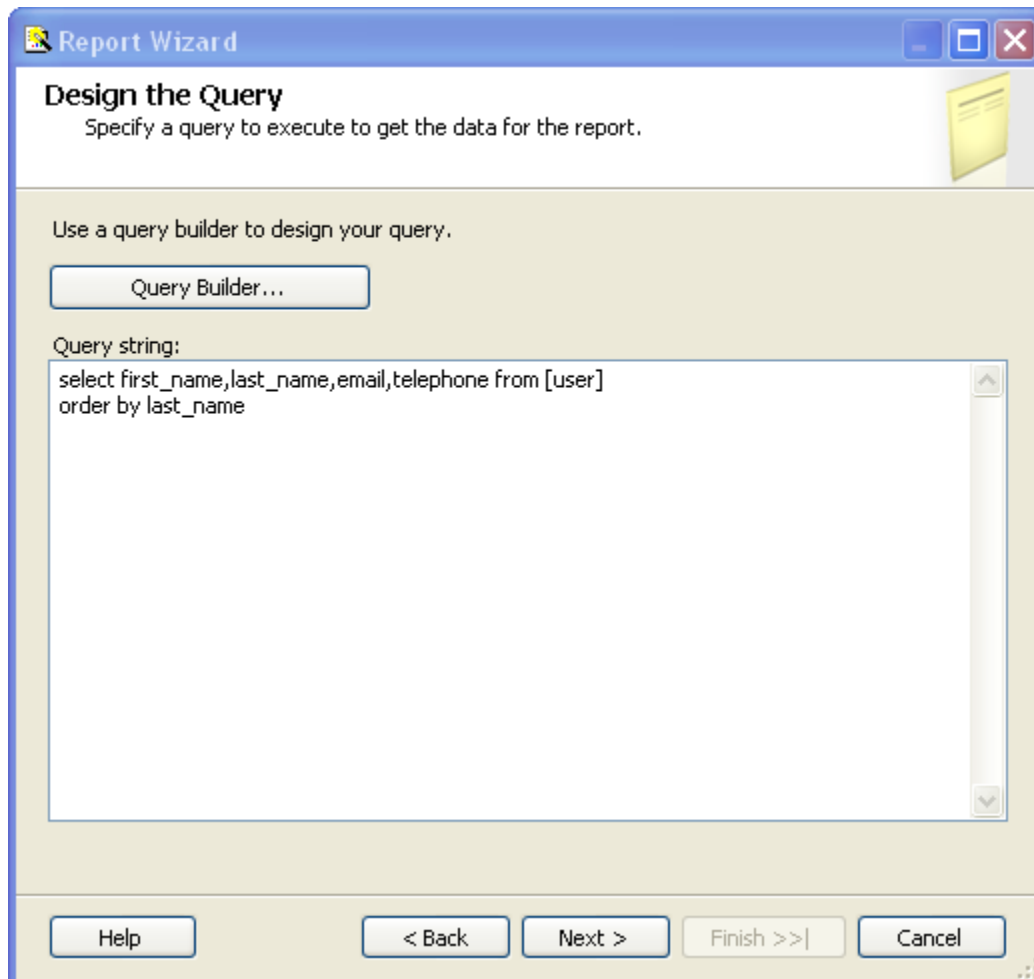 Report Wizard
Design the Query
Specify a query to execute to get the data for the report.
Use a query builder to design your query.
Query Builder...
Query string:
select first_name,last_name,email,telephone from [user]
order by last_name
Help
< Back
Next >
Finish >>|
Cancel